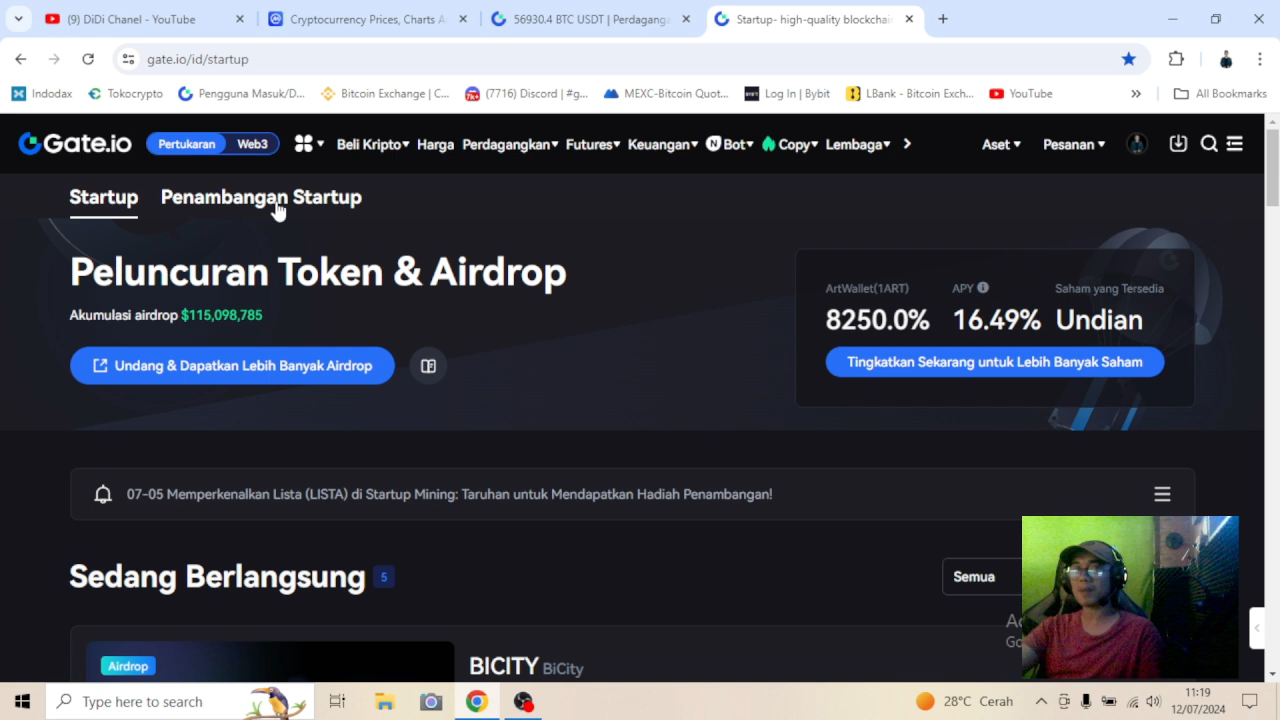 (9) DiDi Chanel - YouTube
Cryptocurrency Prices, Charts A
56930.4 BTC USDT | Perdaganga
Startup- high-quality blockchai
gate.io/id/startup
Indodax
Tokocrypto
Pengguna Masuk/D...
Bitcoin Exchange | C...
(7716) Discord | #g...
MEXC-Bitcoin Quot...
Log In | Bybit
LBank - Bitcoin Exch...
YouTube
All Bookmarks
Gate.io
Pertukaran
Web3
Beli Kripto
Harga
Perdagangan
Futures
Keuangan
Bot
Copy
Lembaga
Aset
Pesanan
Startup
Penambangan Startup
Peluncuran Token & Airdrop
Akumulasi airdrop $115,098,785
Undang & Dapatkan Lebih Banyak Airdrop
ArtWallet(1ART)
APY
Saham yang Tersedia
8250.0%
16.49%
Undian
Tingkatkan Sekarang untuk Lebih Banyak Saham
07-05 Memperkenalkan Lista (LISTA) di Startup Mining: Taruhan untuk Mendapatkan Hadiah Penambangan!
Sedang Berlangsung 5
Semua
Airdrop
BICITY BiCity
Type here to search
28°C Cerah
11:19
12/07/2024